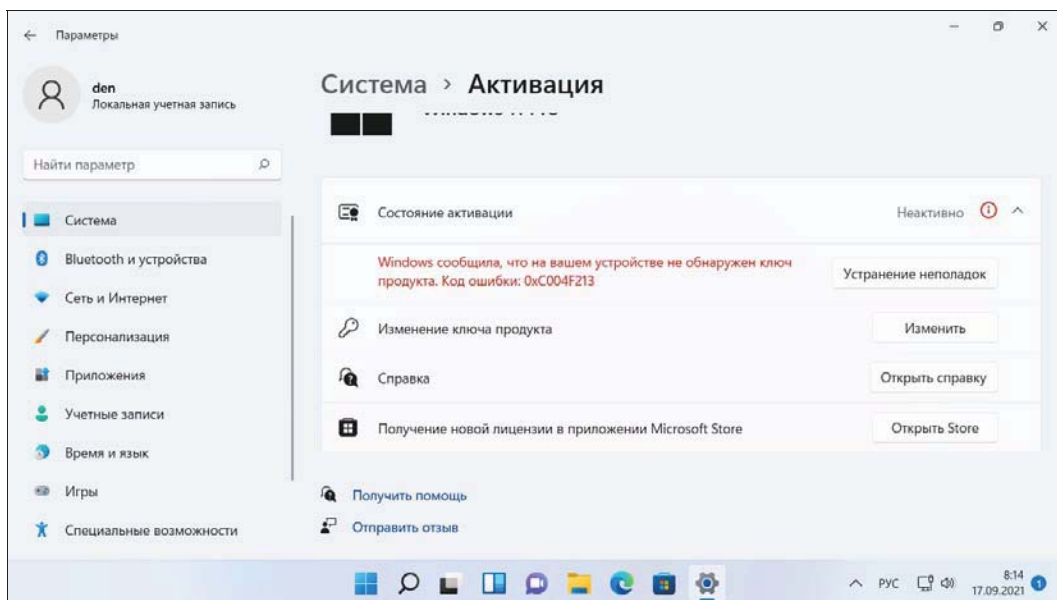 Параметры
den
Локальная учетная запись
Найти параметр
Система
Bluetooth и устройства
Сеть и Интернет
Персонализация
Приложения
Учетные записи
Время и язык
Игры
Специальные возможности
Система > Активация
Состояние активации
Неактивно
Windows сообщила, что на вашем устройстве не обнаружен ключ
продукта. Код ошибки: 0xC004F213
Устранение неполадок
Изменение ключа продукта
Изменить
Справка
Открыть справку
Получение новой лицензии в приложении Microsoft Store
Открыть Store
Получить помощь
Отправить отзыв
РУС
8:14
17.09.2021
1